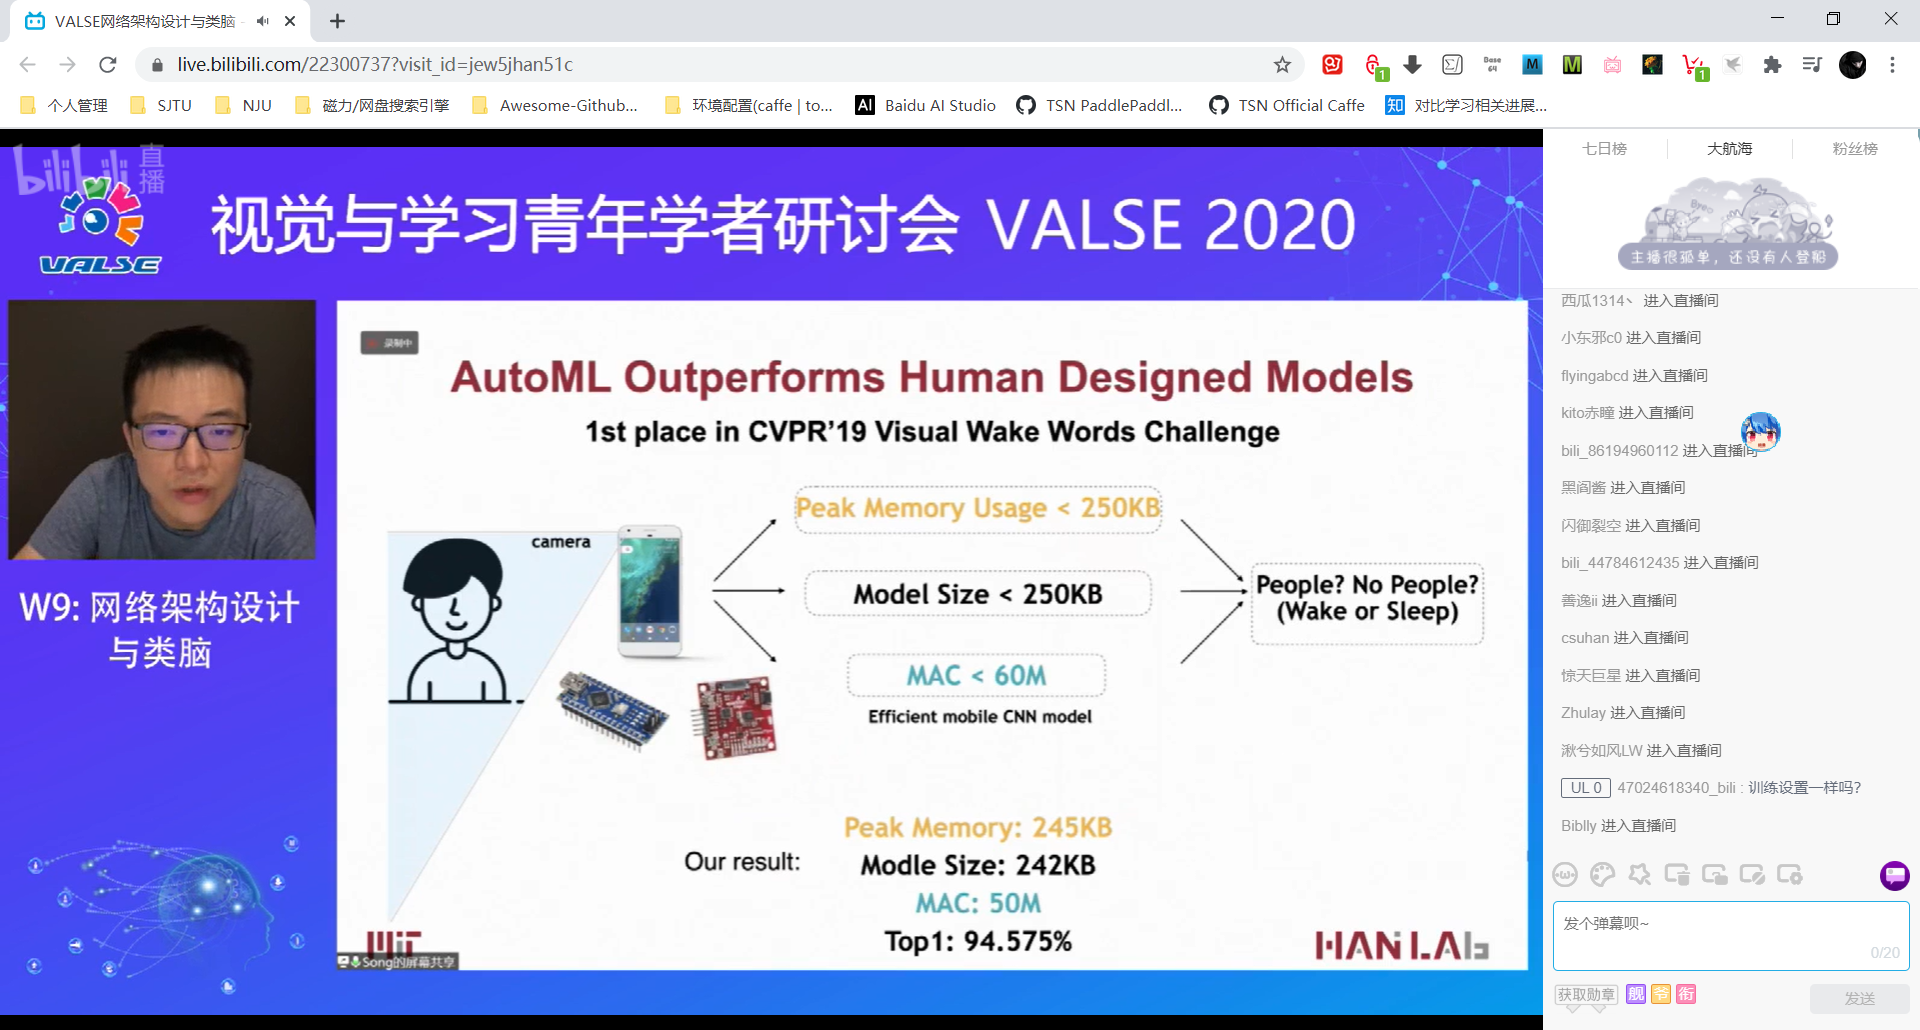 VALSE网络架构设计与类脑
live.bilibili.com/22300737?visit_id=jew5jhan51c
个人管理
SJTU
NJU
磁力/网盘搜索引擎
Awesome-Github...
环境配置(caffe | to...
AI Baidu AI Studio
TSN PaddlePaddl...
TSN Official Caffe
知 对比学习相关进展...
bilibili 直播
VALSE
视觉与学习青年学者研讨会 VALSE 2020
W9: 网络架构设计
与类脑
录制中
AutoML Outperforms Human Designed Models
1st place in CVPR’19 Visual Wake Words Challenge
camera
Peak Memory Usage < 250KB
Model Size < 250KB
MAC < 60M
Efficient mobile CNN model
People? No People?
(Wake or Sleep)
Our result:
Peak Memory: 245KB
Modle Size: 242KB
MAC: 50M
Top1: 94.575%
MIT
Song的屏幕共享
HAN LAb
七日榜
大航海
粉丝榜
主播很孤单，还没有人登船
西瓜1314丶 进入直播间
小东邪c0 进入直播间
flyingabcd 进入直播间
kito赤瞳 进入直播间
bili_86194960112 进入直播间
黑阎酱 进入直播间
闪御裂空 进入直播间
bili_44784612435 进入直播间
善逸ii 进入直播间
csuhan 进入直播间
惊天巨星 进入直播间
Zhulay 进入直播间
湫兮如风LW 进入直播间
UL 0 47024618340_bili : 训练设置一样吗?
Biblly 进入直播间
发个弹幕呗~
0/20
获取勋章
舰
爷
衔
发送